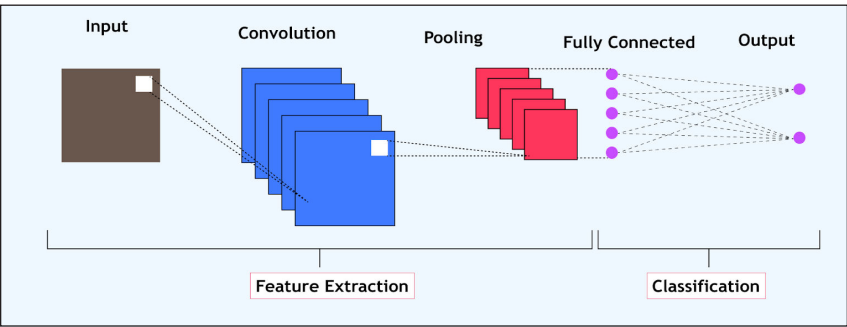 Input
Convolution
Pooling
Fully Connected
Output
Feature Extraction
Classification